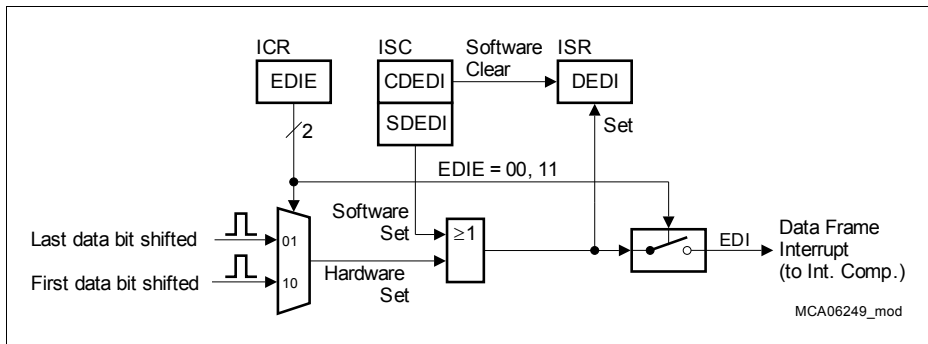 ICR
EDIE
2
ISC
CDEDI
SDEDI
Software
Clear
ISR
DEDI
Set
EDIE = 00, 11
Software
Set
≥1
Last data bit shifted
01
First data bit shifted
10
Hardware
Set
EDI
Data Frame
Interrupt
(to Int. Comp.)
MCA06249_mod